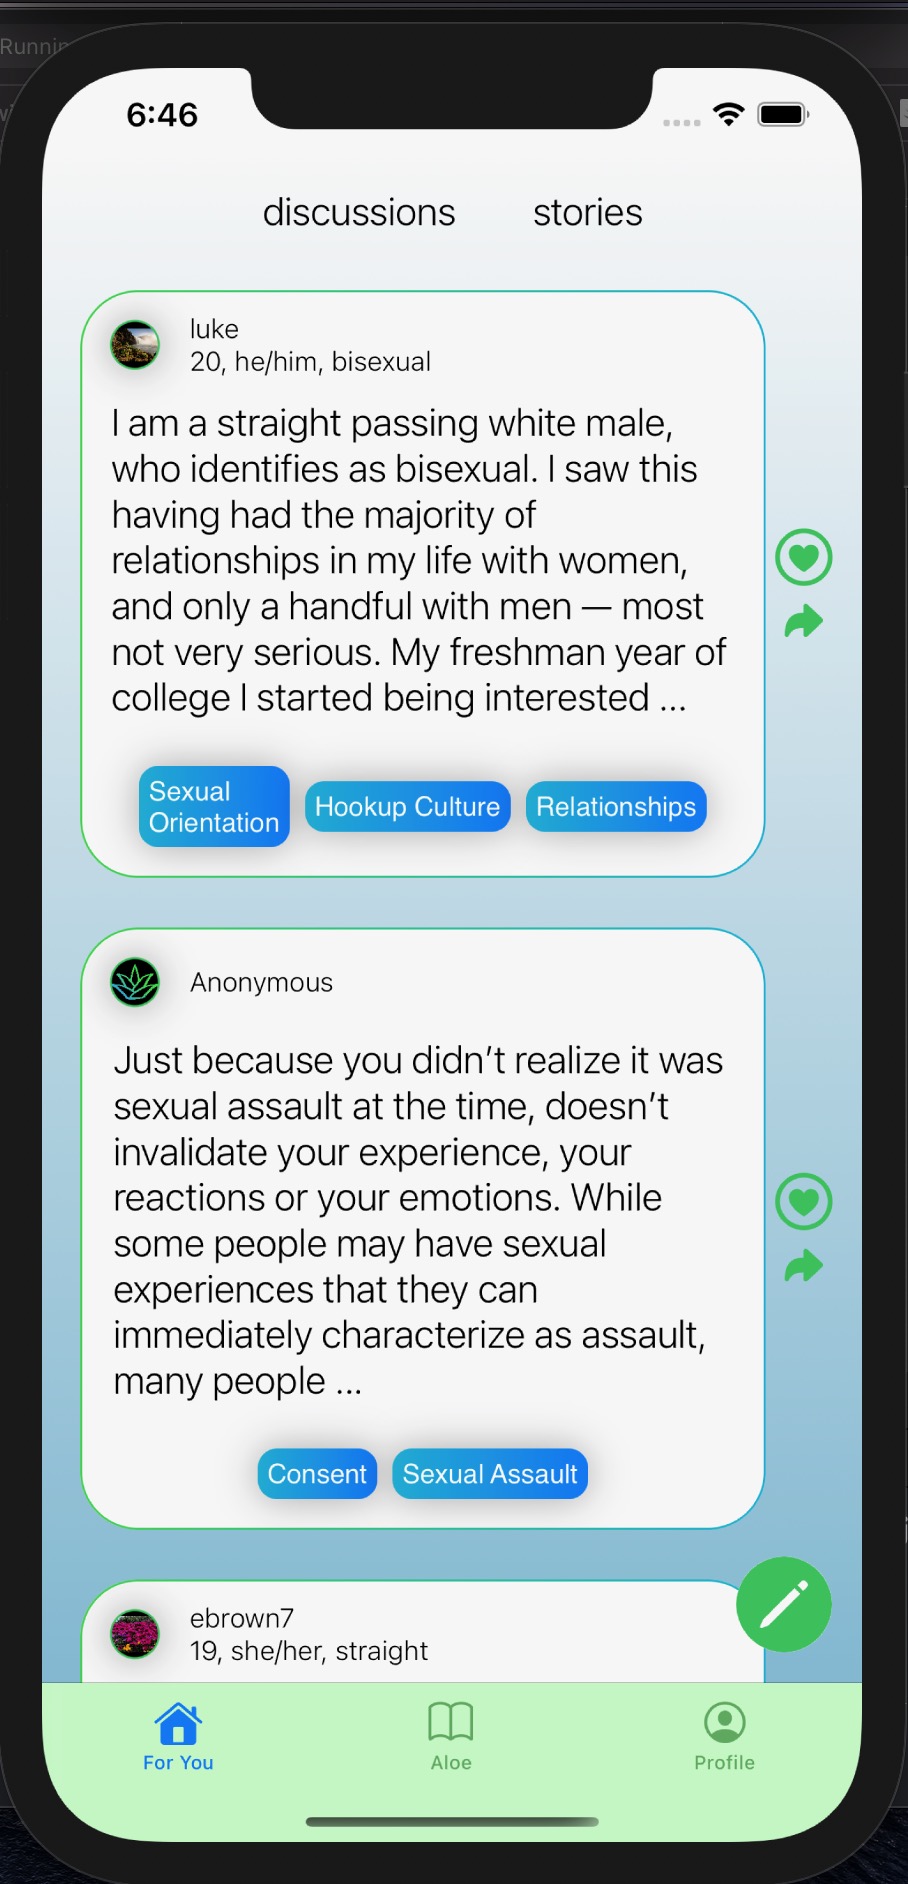 Runnin
6:46
discussions stories
luke
20, he/him, bisexual
I am a straight passing white male,
who identifies as bisexual. I saw this
having had the majority of
relationships in my life with women,
and only a handful with men — most
not very serious. My freshman year of
college I started being interested ...
Sexual
Orientation
Hookup Culture
Relationships
Anonymous
Just because you didn’t realize it was
sexual assault at the time, doesn’t
invalidate your experience, your
reactions or your emotions. While
some people may have sexual
experiences that they can
immediately characterize as assault,
many people ...
Consent
Sexual Assault
ebrown7
19, she/her, straight
For You
Aloe
Profile